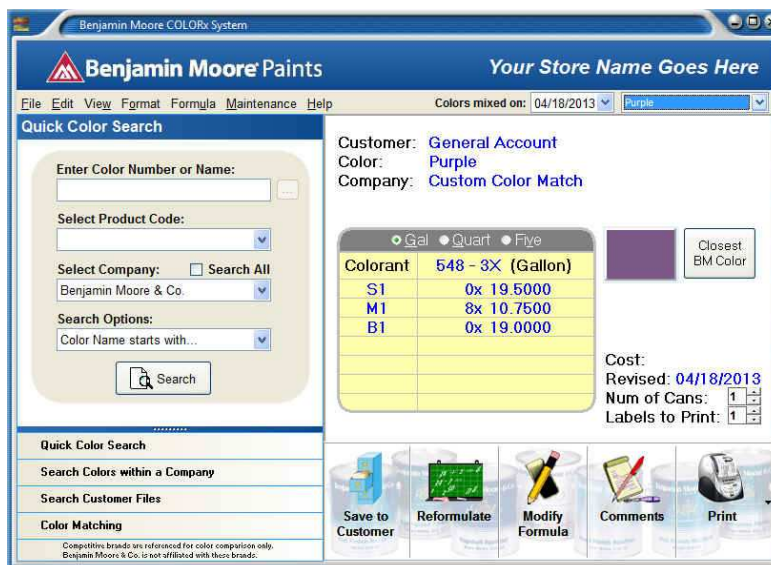 Benjamin Moore COLORx System
Benjamin Moore Paints
Your Store Name Goes Here
File Edit View Format Formula Maintenance Help
Colors mixed on: 04/18/2013 Purple
Quick Color Search
Enter Color Number or Name:
...
Select Product Code:
Select Company: Search All
Benjamin Moore & Co.
Search Options:
Color Name starts with...
Search
Quick Color Search
Search Colors within a Company
Search Customer Files
Color Matching
Competitive brands are referenced for color comparison only.
Benjamin Moore & Co. is not affiliated with these brands.
Customer: General Account
Color: Purple
Company: Custom Color Match
Gal Quart Five
Colorant 548 - 3X (Gallon)
S1 0x 19.5000
M1 8x 10.7500
B1 0x 19.0000
Closest
BM Color
Cost:
Revised: 04/18/2013
Num of Cans: 1
Labels to Print: 1
Save to
Customer
Reformulate
Modify
Formula
Comments
Print